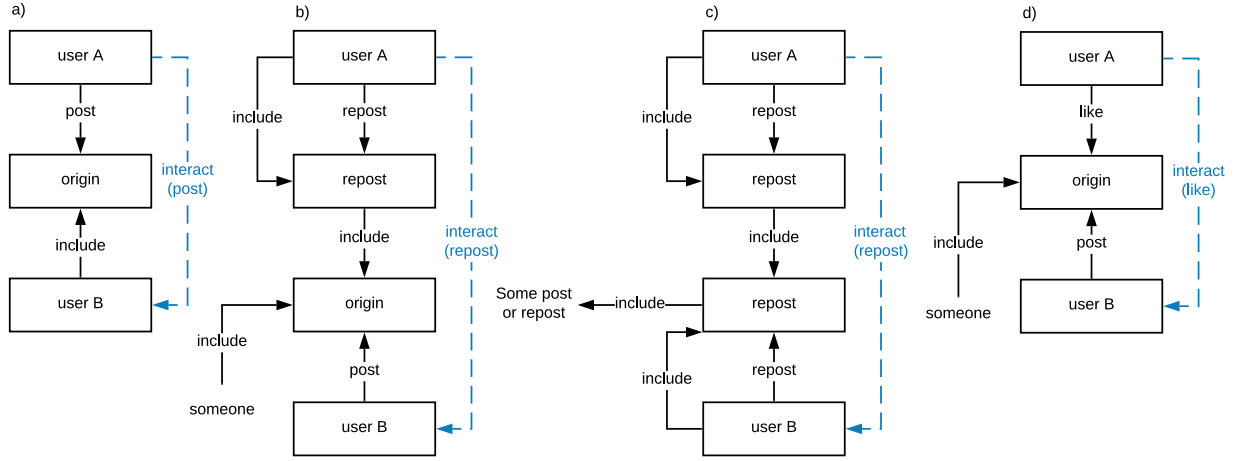 a)
user A
post
origin
interact
(post)
include
user B
b)
user A
include
repost
repost
include
interact
(repost)
origin
include
post
someone
user B
c)
user A
include
repost
repost
include
interact
(repost)
Some post
or repost
include
repost
include
repost
user B
d)
user A
like
origin
interact
(like)
include
post
someone
user B